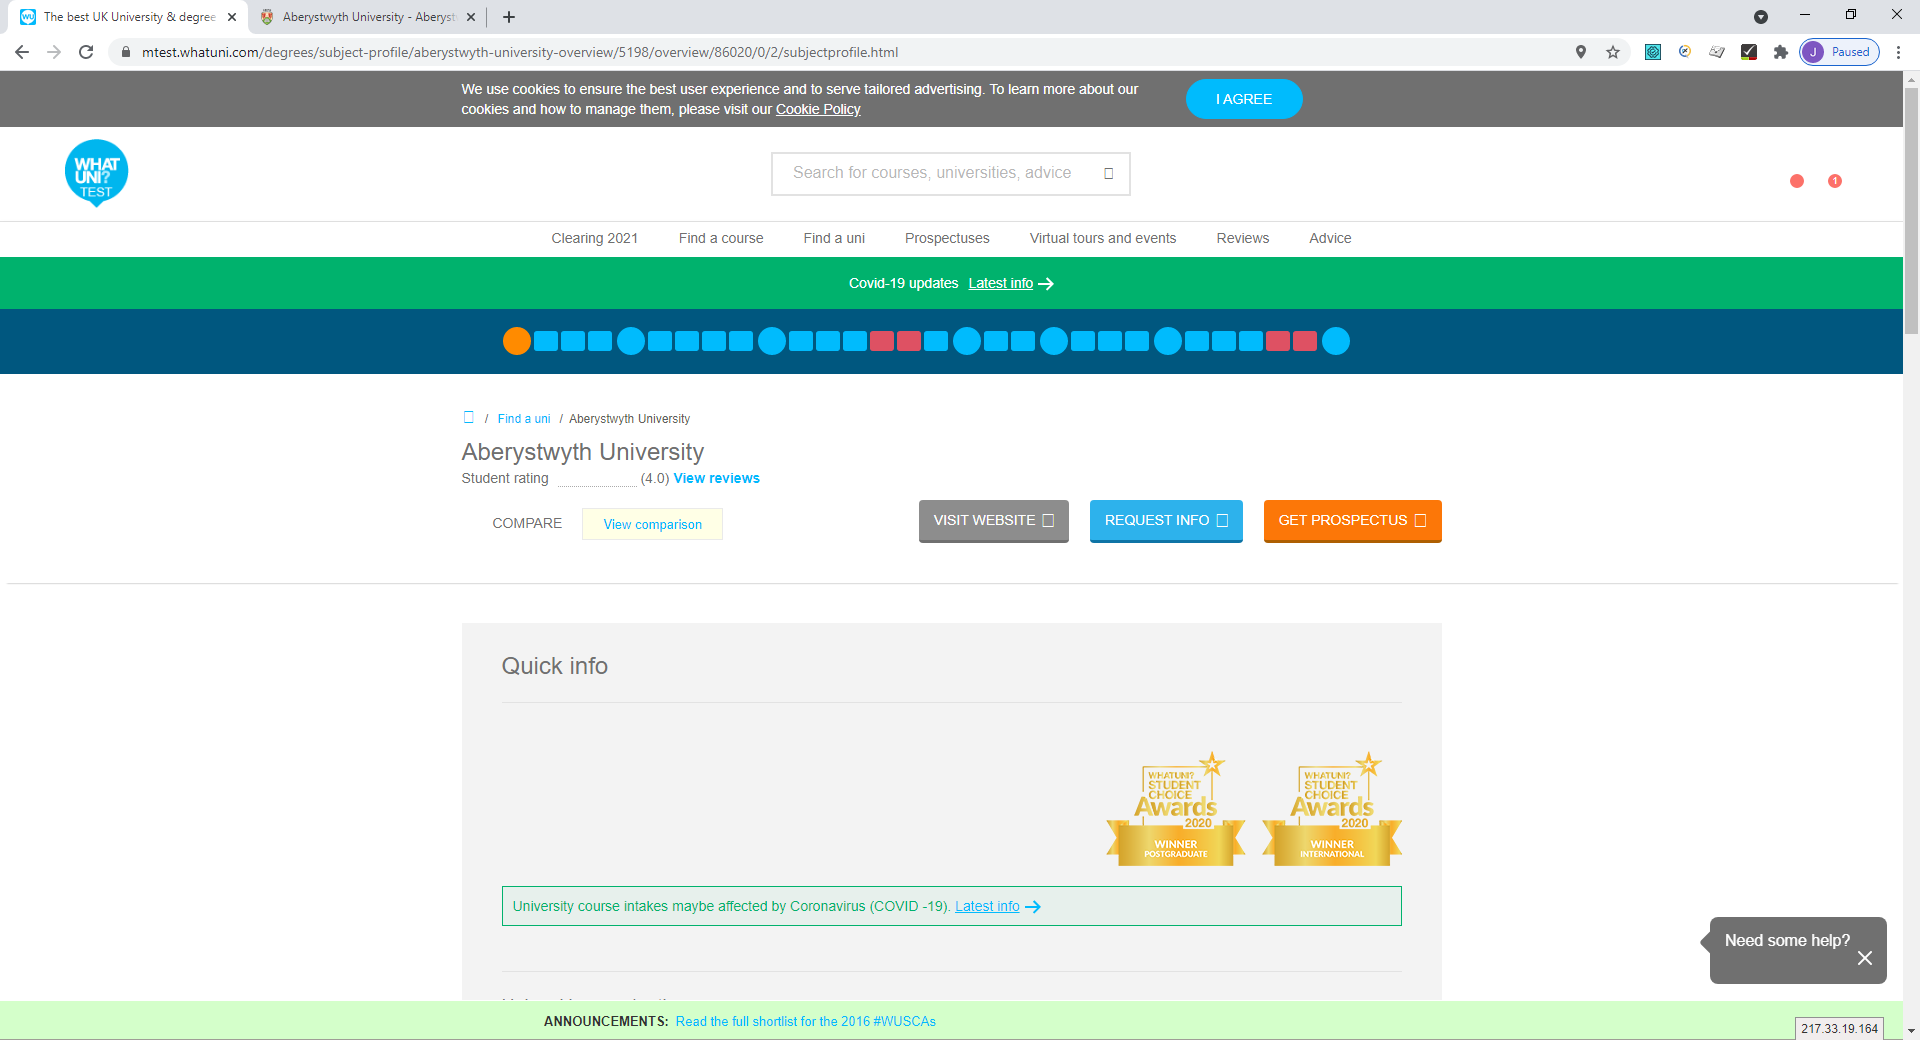 The best UK University & degree
Aberystwyth University - Aberyst
mtest.whatuni.com/degrees/subject-profile/aberystwyth-university-overview/5198/overview/86020/0/2/subjectprofile.html
J Paused
We use cookies to ensure the best user experience and to serve tailored advertising. To learn more about our
cookies and how to manage them, please visit our Cookie Policy
I AGREE
WHAT
UNI?
TEST
Search for courses, universities, advice
1
Clearing 2021 Find a course Find a uni Prospectuses Virtual tours and events Reviews Advice
Covid-19 updates Latest info
/ Find a uni / Aberystwyth University
Aberystwyth University
Student rating (4.0) View reviews
COMPARE View comparison
VISIT WEBSITE REQUEST INFO GET PROSPECTUS
Quick info
WHATUNI?
STUDENT
CHOICE
Awards
2020
WINNER
POSTGRADUATE
WHATUNI?
STUDENT
CHOICE
Awards
2020
WINNER
INTERNATIONAL
University course intakes maybe affected by Coronavirus (COVID -19). Latest info
Need some help?
ANNOUNCEMENTS: Read the full shortlist for the 2016 #WUSCAs
217.33.19.164